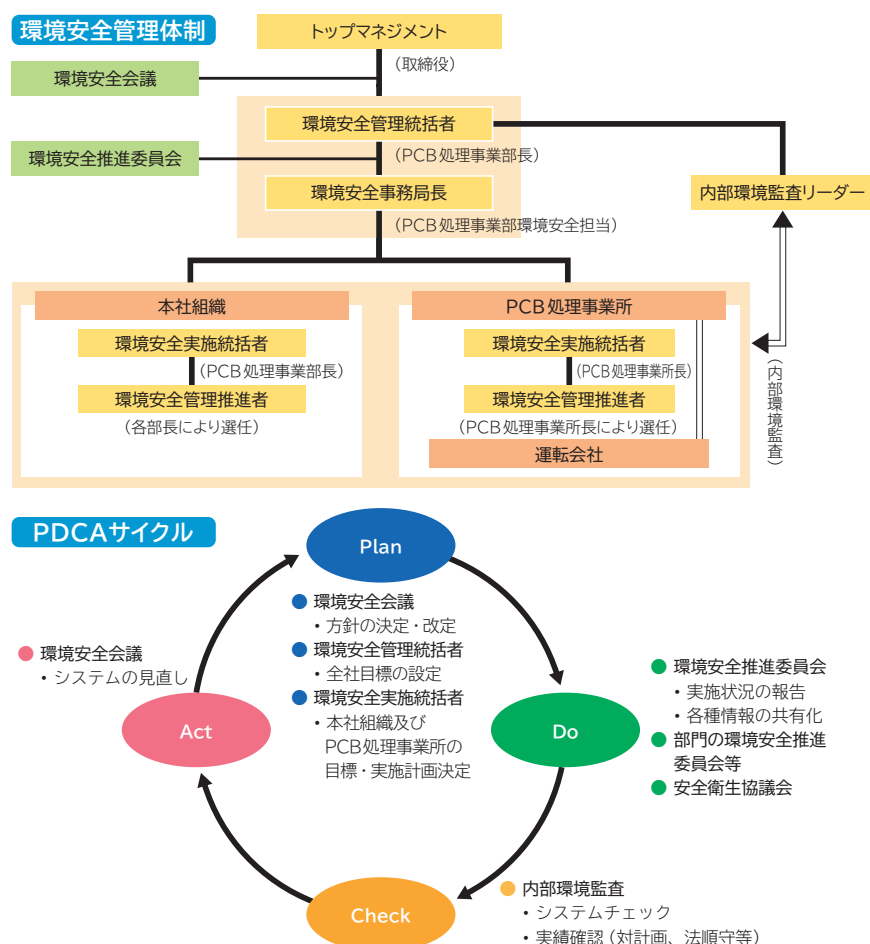 環境安全管理体制
トップマネジメント
（取締役）
環境安全会議
環境安全管理統括者
環境安全推進委員会
（PCB処理事業部長）
環境安全事務局長
内部環境監査リーダー
（PCB処理事業部環境安全担当）
本社組織
環境安全実施統括者
（PCB処理事業部長）
環境安全管理推進者
（各部長により選任）
PCB処理事業所
環境安全実施統括者
（PCB処理事業所長）
環境安全管理推進者
（PCB処理事業所長により選任）
運転会社
（内部環境監査）
PDCAサイクル
Plan
● 環境安全会議
・方針の決定・改定
● 環境安全管理統括者
・全社目標の設定
● 環境安全実施統括者
・本社組織及び
PCB処理事業所の
目標・実施計画決定
● 環境安全会議
・システムの見直し
Act
Do
● 環境安全推進委員会
・実施状況の報告
・各種情報の共有化
● 部門の環境安全推進
委員会等
● 安全衛生協議会
Check
● 内部環境監査
・システムチェック
・実績確認（対計画、法順守等）